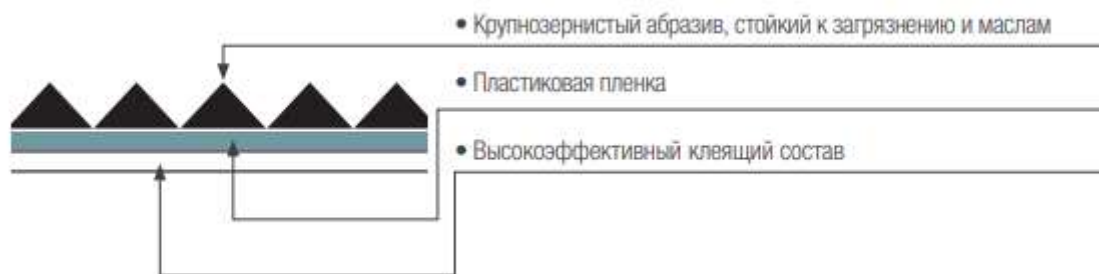 • Крупнозернистый абразив, стойкий к загрязнению и маслам
• Пластиковая пленка
• Высокоэффективный клеящий состав